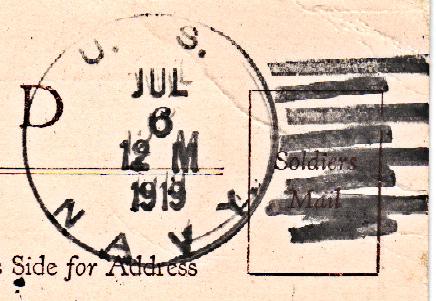 U. S.
JUL
6
12 M
1919
NAVY
D
Soldiers
Mail
Side for Address